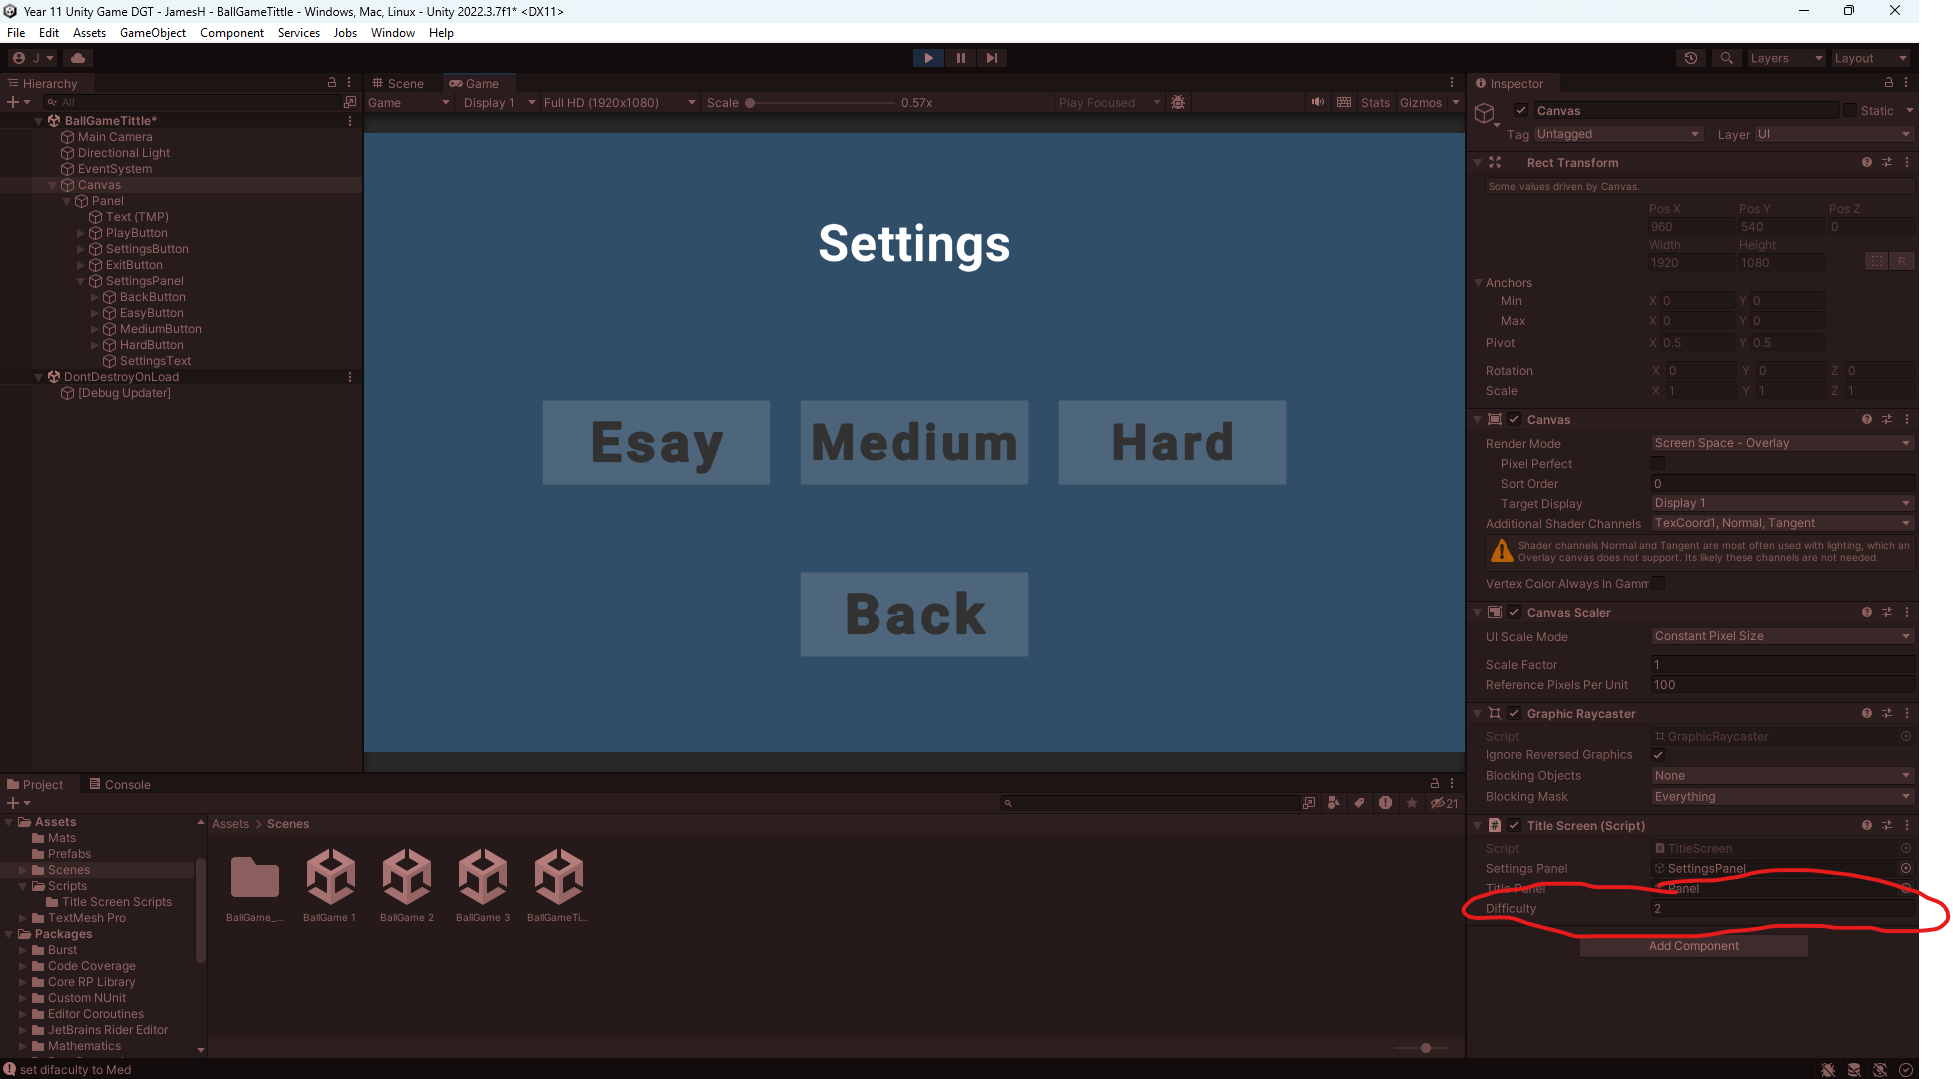 Year 11 Unity Game DGT - JamesH - BallGameTittle - Windows, Mac, Linux - Unity 2022.3.7f1* <DX11>
File Edit Assets GameObject Component Services Jobs Window Help
J Layers Layout
Hierarchy
All
BallGameTittle*
Main Camera
Directional Light
EventSystem
Canvas
Panel
Text (TMP)
PlayButton
SettingsButton
ExitButton
SettingsPanel
BackButton
EasyButton
MediumButton
HardButton
SettingsText
DontDestroyOnLoad
[Debug Updater]
Scene Game
Game Display 1 Full HD (1920x1080) Scale 0.57x Play Focused Stats Gizmos
Settings
Esay Medium Hard
Back
Inspector
Canvas Static
Tag Untagged Layer UI
Rect Transform
Some values driven by Canvas.
Pos X Pos Y Pos Z
960 540 0
Width Height
1920 1080 R
Anchors
Min X 0 Y 0
Max X 0 Y 0
Pivot X 0.5 Y 0.5
Rotation X 0 Y 0 Z 0
Scale X 1 Y 1 Z 1
Canvas
Render Mode Screen Space - Overlay
Pixel Perfect
Sort Order 0
Target Display Display 1
Additional Shader Channels TexCoord1, Normal, Tangent
Shader channels Normal and Tangent are most often used with lighting, which an
Overlay canvas does not support. Its likely these channels are not needed.
Vertex Color Always In Gamm
Canvas Scaler
UI Scale Mode Constant Pixel Size
Scale Factor 1
Reference Pixels Per Unit 100
Graphic Raycaster
Script GraphicRaycaster
Ignore Reversed Graphics
Blocking Objects None
Blocking Mask Everything
Title Screen (Script)
Script TitleScreen
Settings Panel SettingsPanel
Title Panel Panel
Difficulty 2
Add Component
Project Console
21
Assets
Mats
Prefabs
Scenes
Scripts
Title Screen Scripts
TextMesh Pro
Packages
Burst
Code Coverage
Core RP Library
Custom NUnit
Editor Coroutines
JetBrains Rider Editor
Mathematics
Assets > Scenes
BallGame_... BallGame 1 BallGame 2 BallGame 3 BallGameTi...
set difaculty to Med